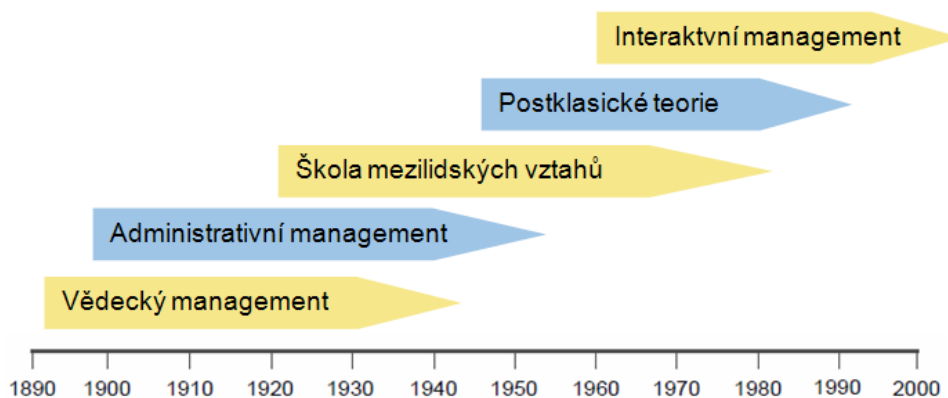 Interaktvní management
Postklasické teorie
Škola mezilidských vztahů
Administrativní management
Vědecký management
1890 1900 1910 1920 1930 1940 1950 1960 1970 1980 1990 2000